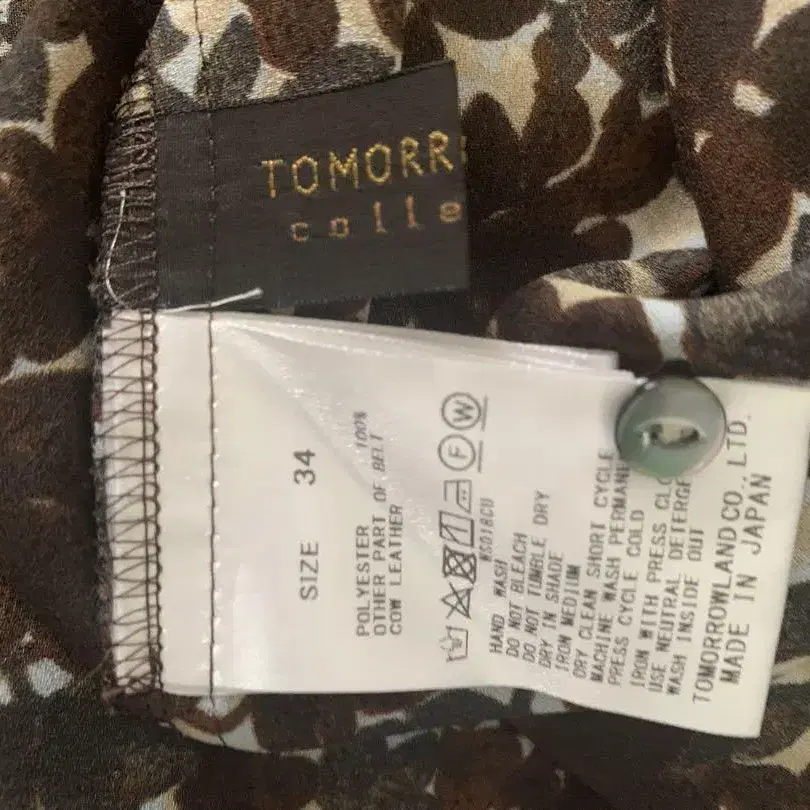 TOMORR
colle
SIZE 34
POLYESTER 100%
OTHER PART OF BELT
COW LEATHER
F W
HAND WASH
DO NOT BLEACH
DO NOT TUMBLE DRY
DRY IN SHADE
IRON MEDIUM
DRY CLEAN SHORT CYCLE
MACHINE WASH PERMANE
PRESS CYCLE COLD
IRON WITH PRESS CLO
USE NEUTRAL DETERGE
WASH INSIDE OUT
TOMORROWLAND CO., LTD.
MADE IN JAPAN